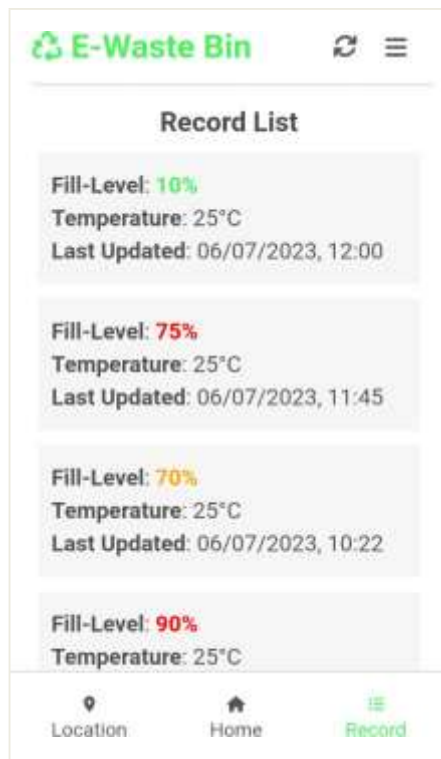 E-Waste Bin
Record List
Fill-Level: 10%
Temperature: 25°C
Last Updated: 06/07/2023, 12:00
Fill-Level: 75%
Temperature: 25°C
Last Updated: 06/07/2023, 11:45
Fill-Level: 70%
Temperature: 25°C
Last Updated: 06/07/2023, 10:22
Fill-Level: 90%
Temperature: 25°C
Location Home Record